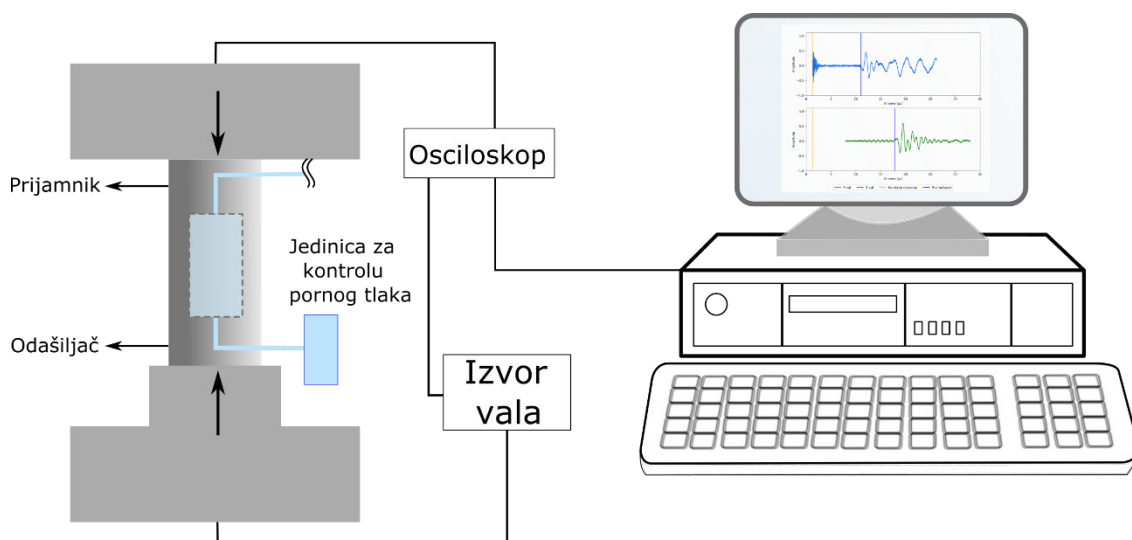 Prijamnik
Odašiljač
Jedinica za
kontrolu
pornog tlaka
Osciloskop
Izvor
vala